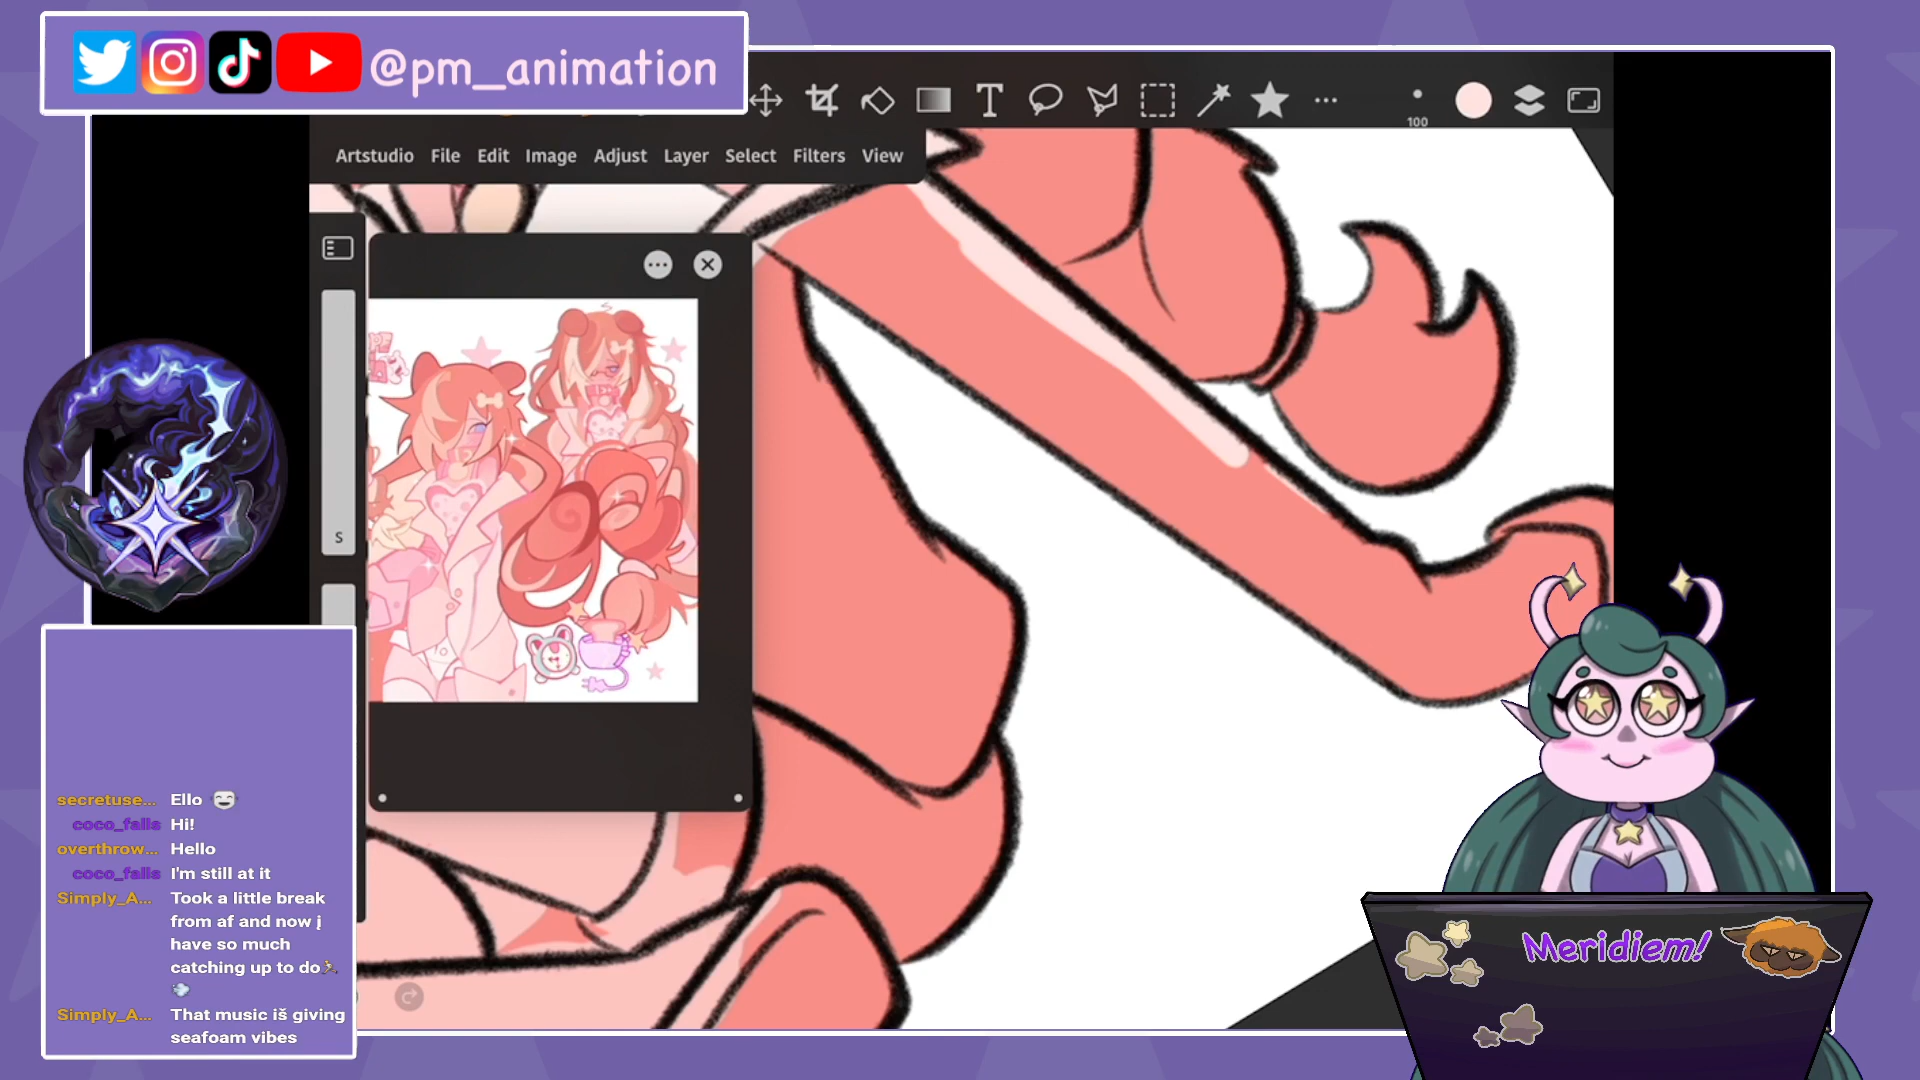 @pm_animation
T
100
Artstudio File Edit Image Adjust Layer Select Filters View
S
secretuse... Ello
coco_falls Hi!
overthrow... Hello
coco_falls I'm still at it
Simply_A... Took a little break
from af and now į
have so much
catching up to do
Simply_A... That music iš giving
seafoam vibes
Meridiem!